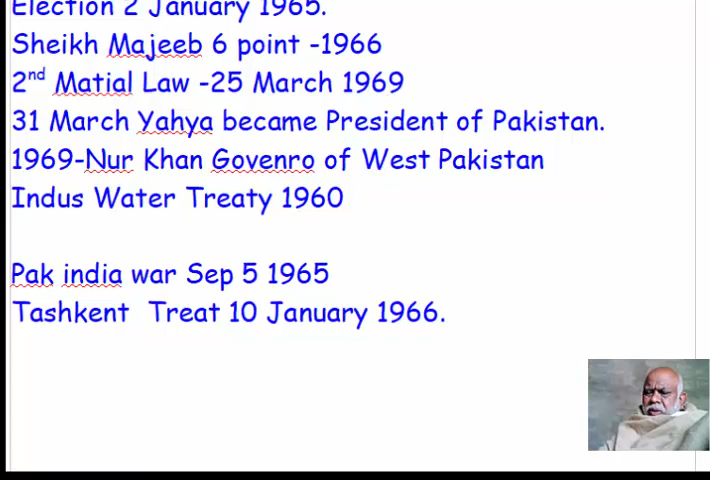 Election 2 January 1965.
Sheikh Majeeb 6 point -1966
2nd Matial Law -25 March 1969
31 March Yahya became President of Pakistan.
1969-Nur Khan Govenro of West Pakistan
Indus Water Treaty 1960
Pak india war Sep 5 1965
Tashkent Treat 10 January 1966.